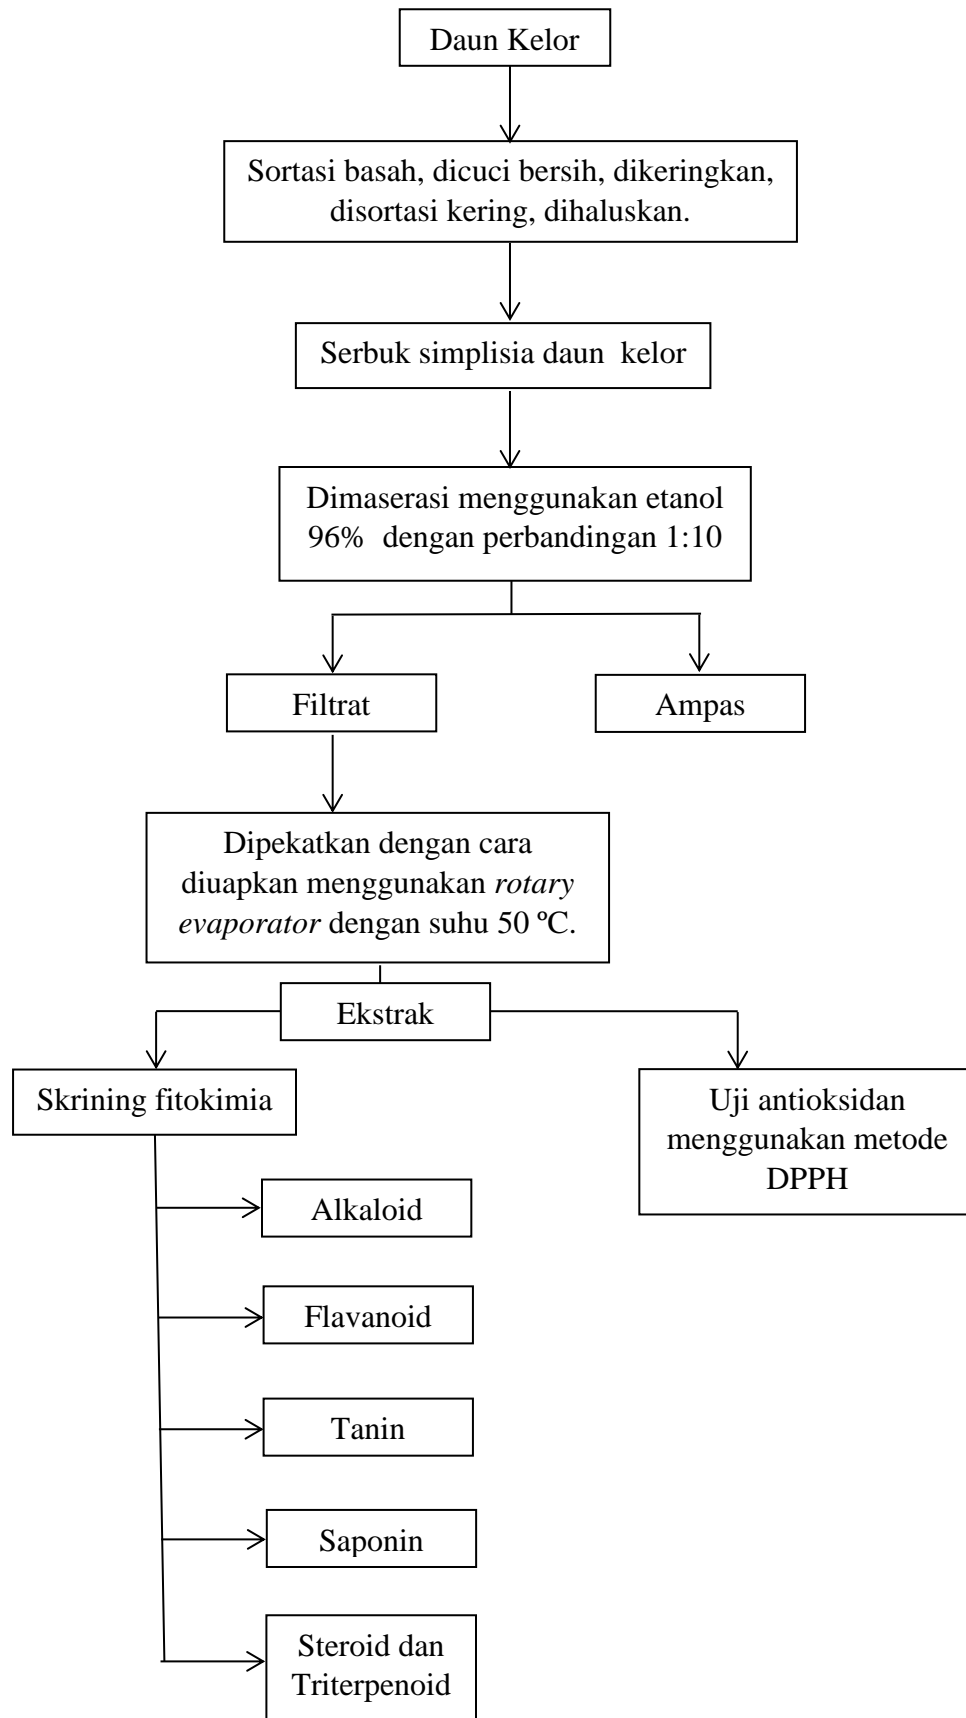 Daun Kelor
Sortasi basah, dicuci bersih, dikeringkan,
disortasi kering, dihaluskan.
Serbuk simplisia daun kelor
Dimaserasi menggunakan etanol
96% dengan perbandingan 1:10
Filtrat
Ampas
Dipekatkan dengan cara
diuapkan menggunakan rotary
evaporator dengan suhu 50 ºC.
Ekstrak
Skrining fitokimia
Uji antioksidan
menggunakan metode
DPPH
Alkaloid
Flavanoid
Tanin
Saponin
Steroid dan
Triterpenoid